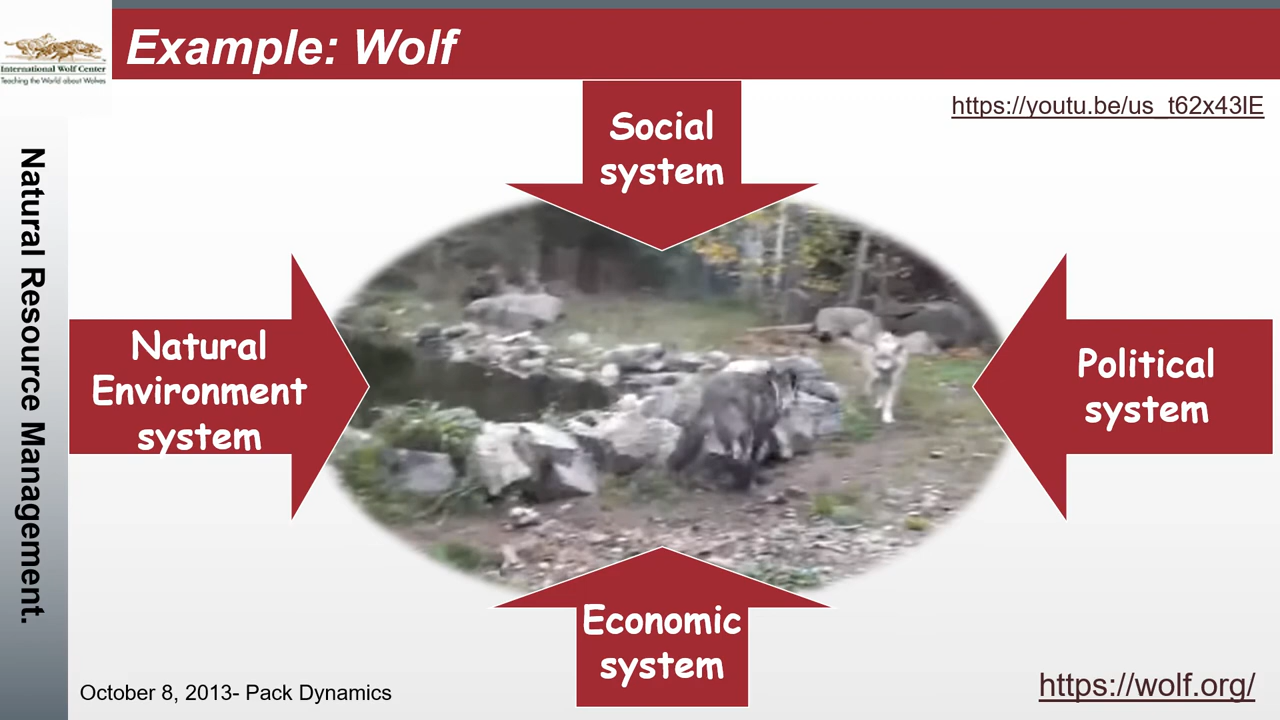 International Wolf Center
Teaching the World about Wolves
Example: Wolf
https://youtu.be/us_t62x43IE
Social
system
Natural Resource Management.
Natural
Environment
system
Political
system
Economic
system
October 8, 2013- Pack Dynamics
https://wolf.org/